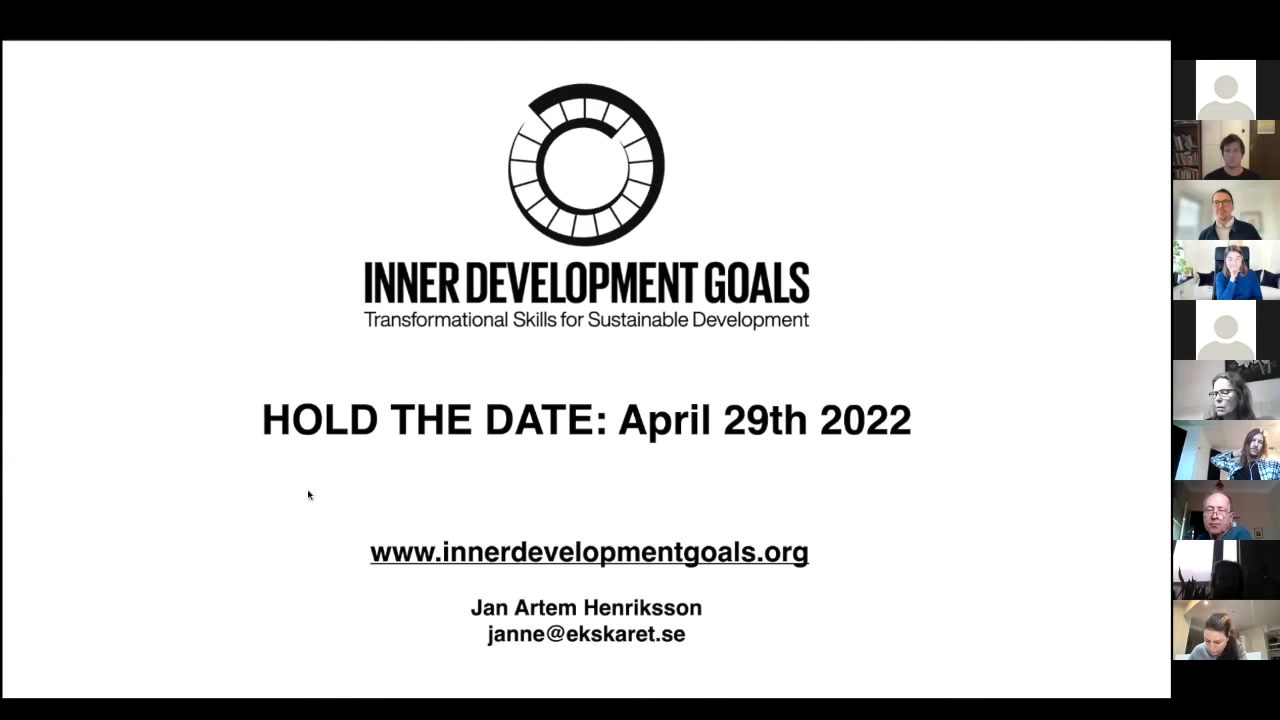 INNER DEVELOPMENT GOALS
Transformational Skills for Sustainable Development
HOLD THE DATE: April 29th 2022
www.innerdevelopmentgoals.org
Jan Artem Henriksson
janne@ekskaret.se